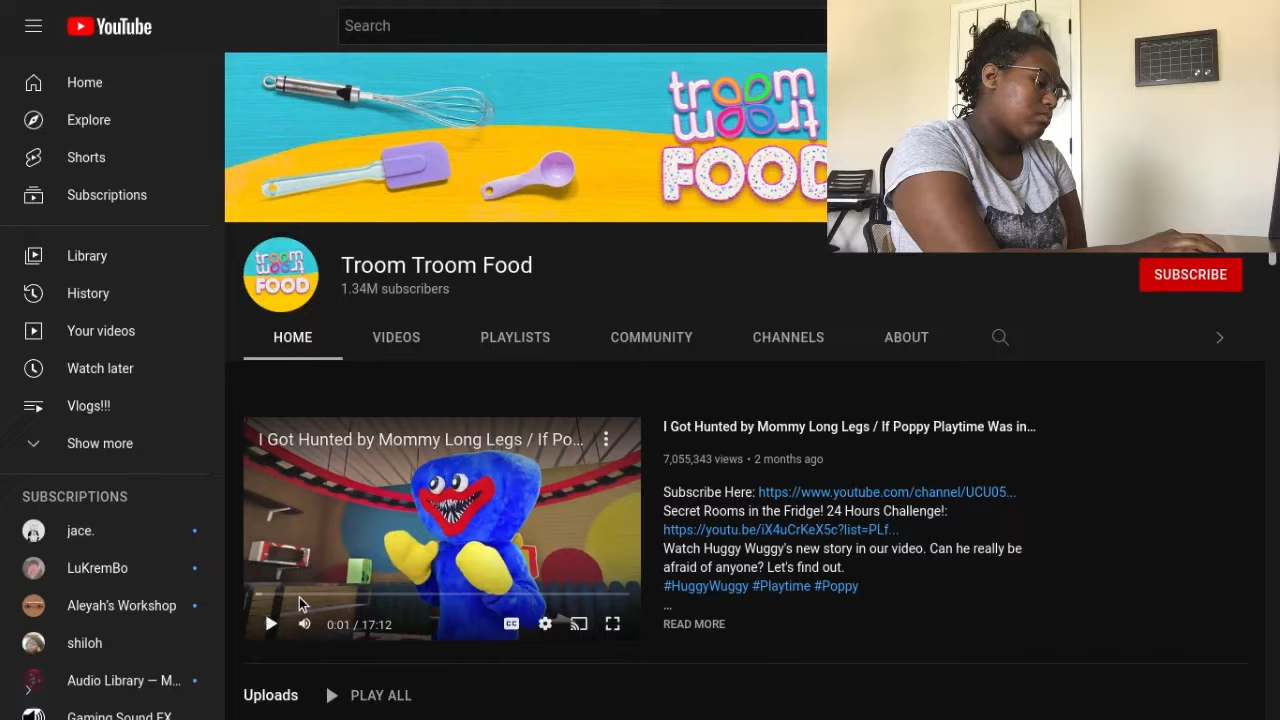 YouTube
Search
Home
Explore
Shorts
Subscriptions
Library
History
Your videos
Watch later
Vlogs!!!
Show more
SUBSCRIPTIONS
jace.
LuKremBo
Aleyah's Workshop
shiloh
Audio Library — M...
Gaming Sound FX
troom
troom
FOOD
troom
troom
FOOD
Troom Troom Food
1.34M subscribers
SUBSCRIBE
HOME
VIDEOS
PLAYLISTS
COMMUNITY
CHANNELS
ABOUT
I Got Hunted by Mommy Long Legs / If Po...
0:01 / 17:12
CC
I Got Hunted by Mommy Long Legs / If Poppy Playtime Was in...
7,055,343 views • 2 months ago
Subscribe Here: https://www.youtube.com/channel/UCU05...
Secret Rooms in the Fridge! 24 Hours Challenge!:
https://youtu.be/iX4uCrKeX5c?list=PLf...
Watch Huggy Wuggy's new story in our video. Can he really be
afraid of anyone? Let's find out.
#HuggyWuggy #Playtime #Poppy
...
READ MORE
Uploads
PLAY ALL